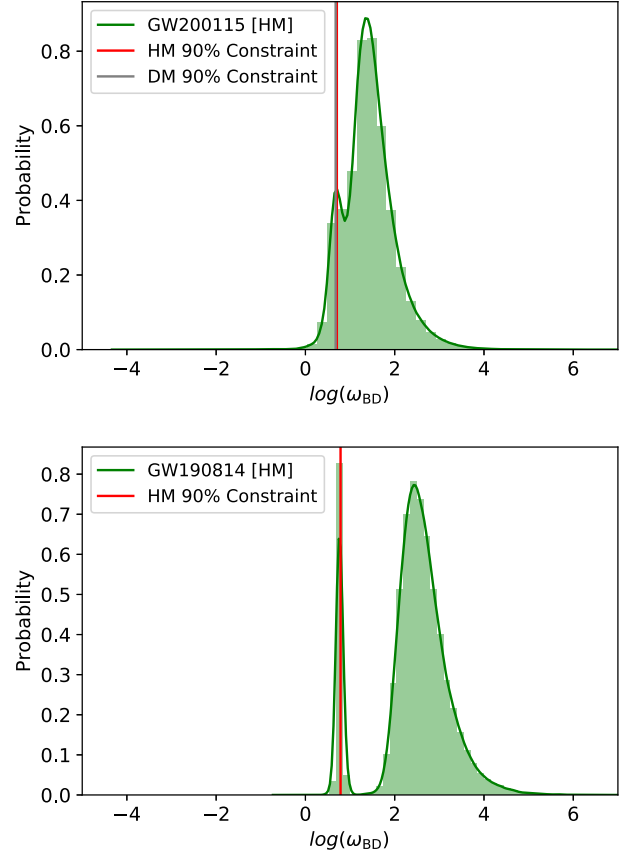 GW200115 [HM]
HM 90% Constraint
DM 90% Constraint
Probability
0.8
0.6
0.4
0.2
0.0
−4 −2 0 2 4 6
log(ω_BD)
GW190814 [HM]
HM 90% Constraint
Probability
0.8
0.7
0.6
0.5
0.4
0.3
0.2
0.1
0.0
−4 −2 0 2 4 6
log(ω_BD)